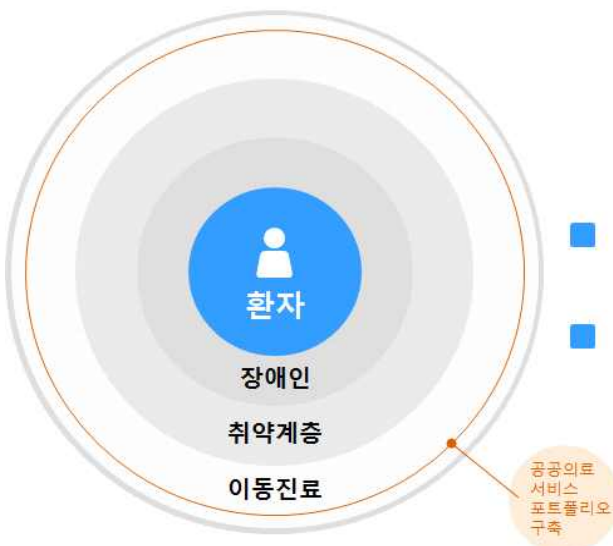 환자
장애인
취약계층
이동진료
공공의료
서비스
포트폴리오
구축